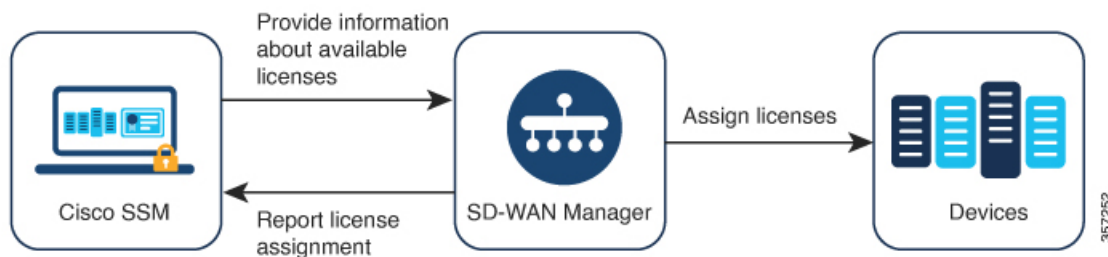 Provide information
about available
licenses
Assign licenses
Cisco SSM
SD-WAN Manager
Devices
Report license
assignment
357252